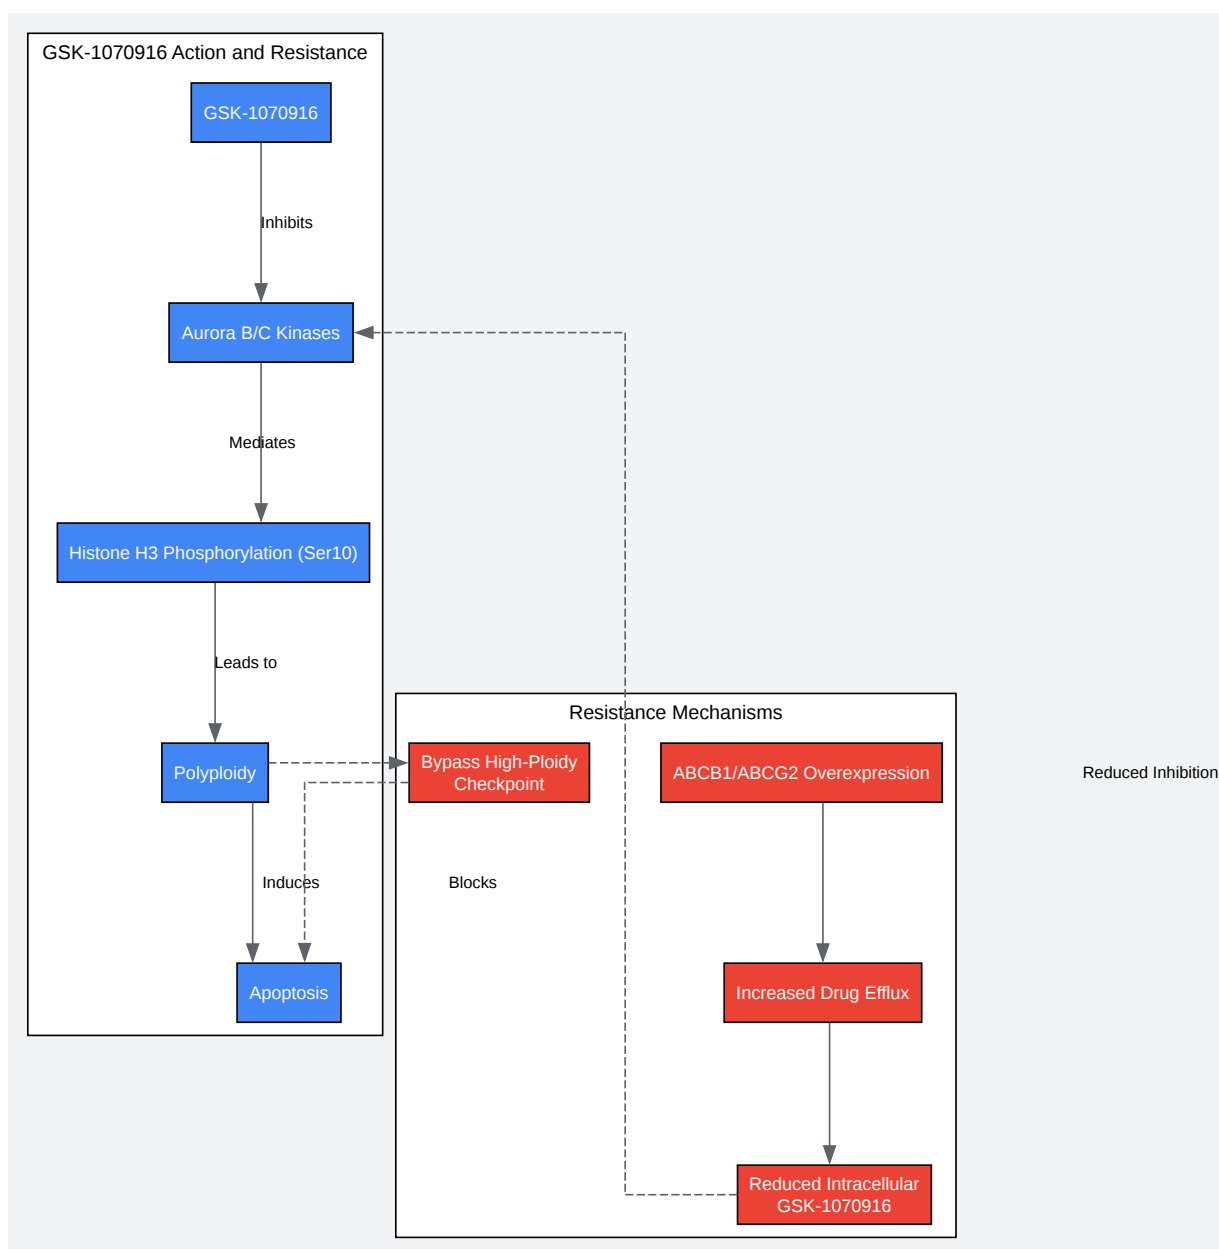 GSK-1070916 Action and Resistance
GSK-1070916
Inhibits
Aurora B/C Kinases
Mediates
Histone H3 Phosphorylation (Ser10)
Leads to
Resistance Mechanisms
Polyploidy
Bypass High-Ploidy
Checkpoint
ABCB1/ABCG2 Overexpression
Reduced Inhibition
Induces
Blocks
Apoptosis
Increased Drug Efflux
Reduced Intracellular
GSK-1070916